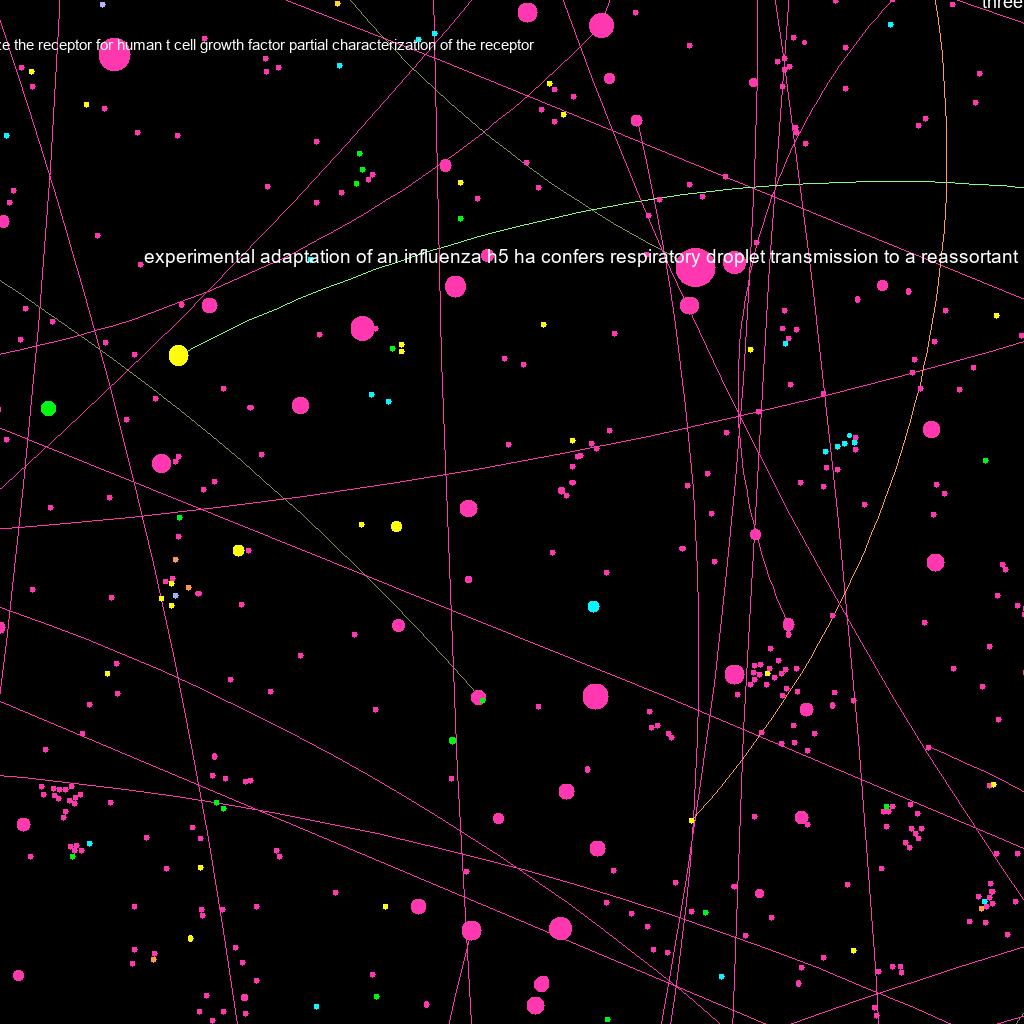 three
the receptor for human t cell growth factor partial characterization of the receptor
experimental adaptation of an influenza h5 ha confers respiratory droplet transmission to a reassortant